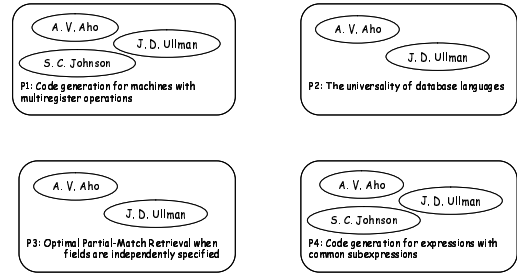 A. V. Aho
J. D. Ullman
S. C. Johnson
P1: Code generation for machines with
multiregister operations
A. V. Aho
J. D. Ullman
P2: The universality of database languages
A. V. Aho
J. D. Ullman
P3: Optimal Partial-Match Retrieval when
fields are independently specified
A. V. Aho
J. D. Ullman
S. C. Johnson
P4: Code generation for expressions with
common subexpressions